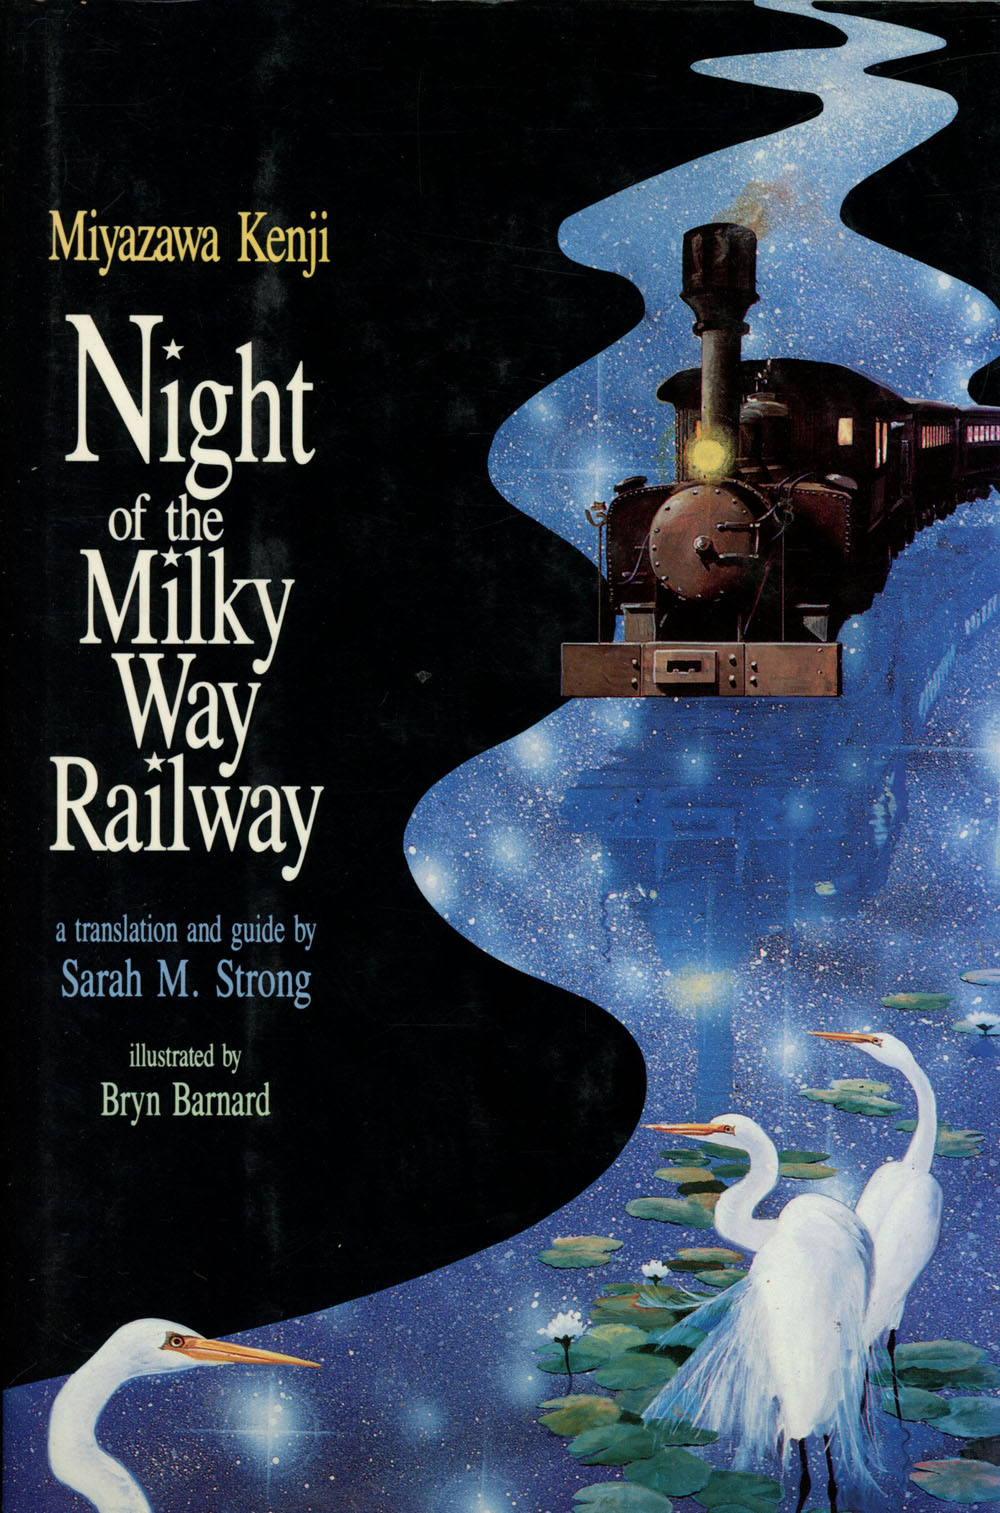 Miyazawa Kenji
Night
of the
Milky
Way
Railway
a translation and guide by
Sarah M. Strong
illustrated by
Bryn Barnard